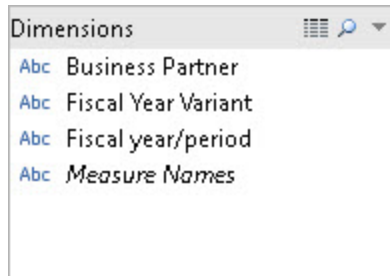 Dimensions
Abc Business Partner
Abc Fiscal Year Variant
Abc Fiscal year/period
Abc Measure Names